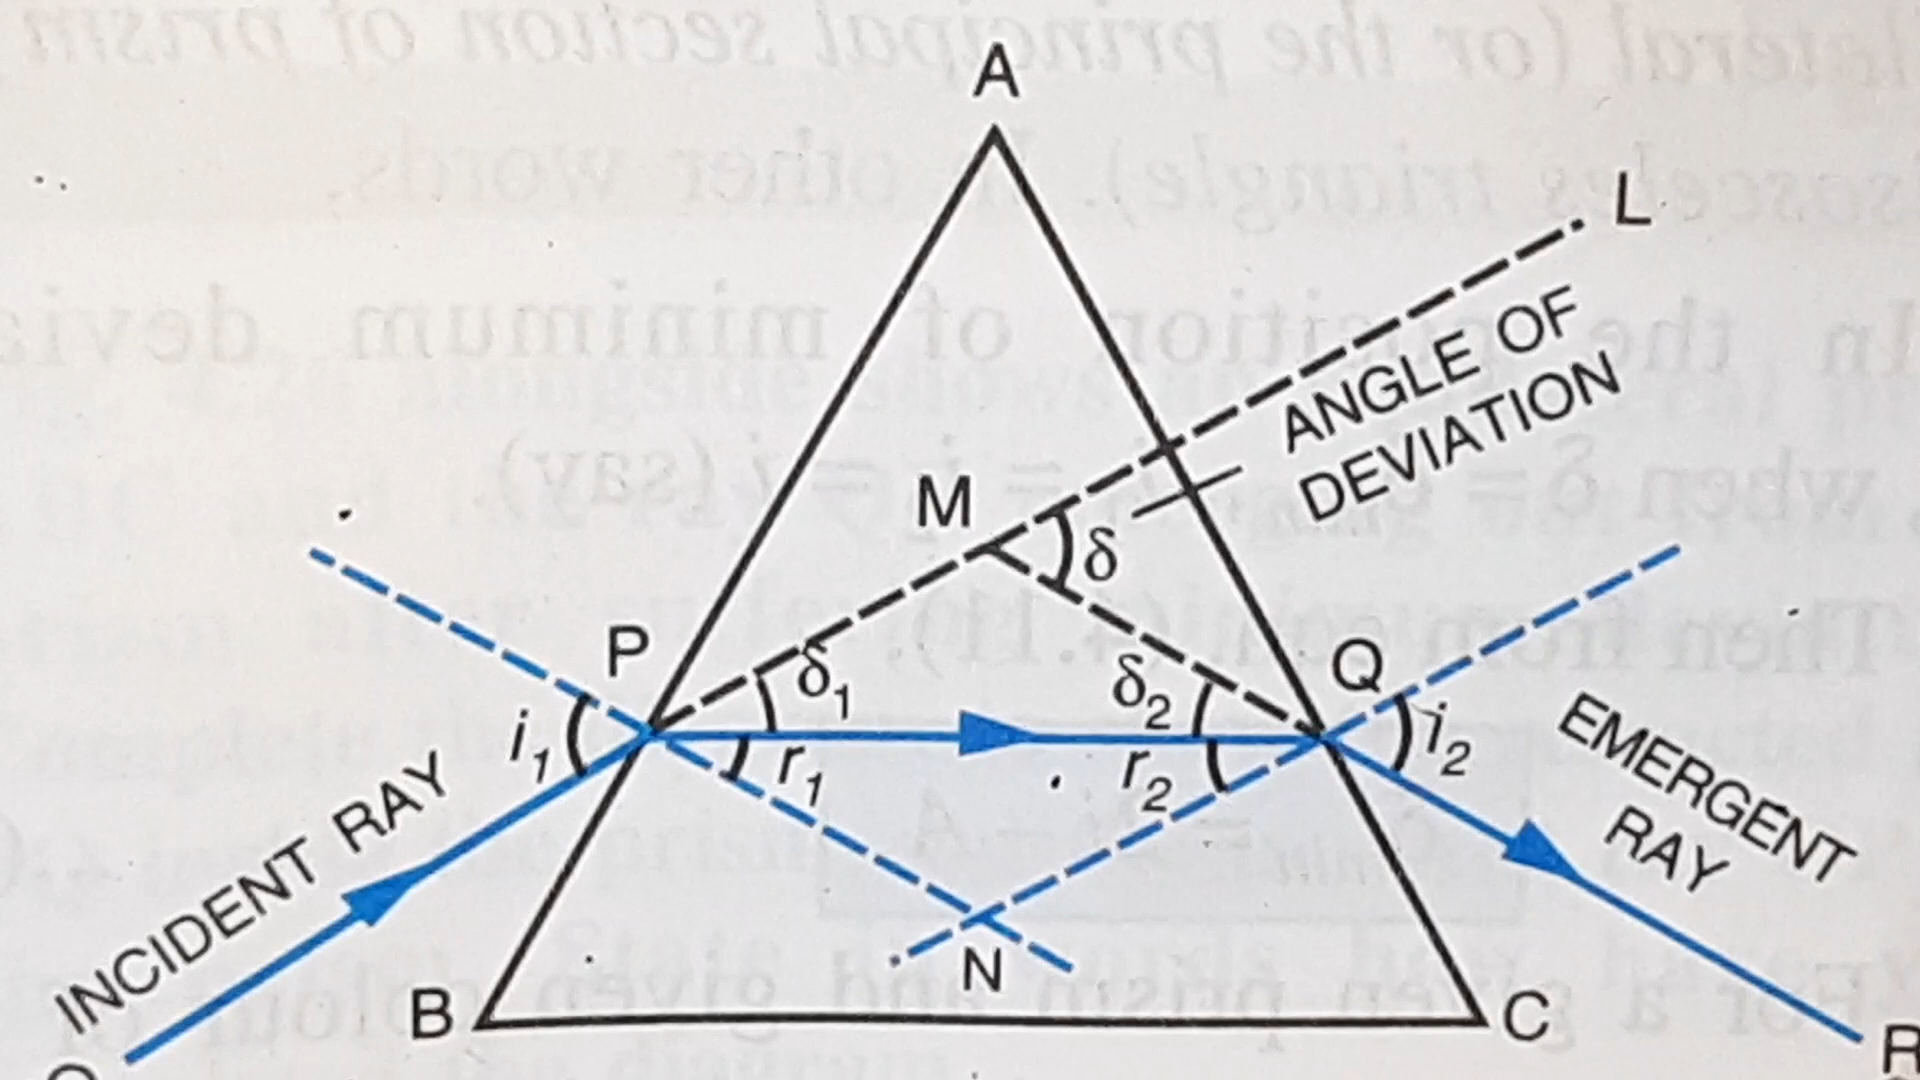 A
L
ANGLE OF
DEVIATION
M
δ
P
δ₁
δ₂
Q
i₁
r₁
r₂
i₂
INCIDENT RAY
EMERGENT
RAY
N
B
C
R